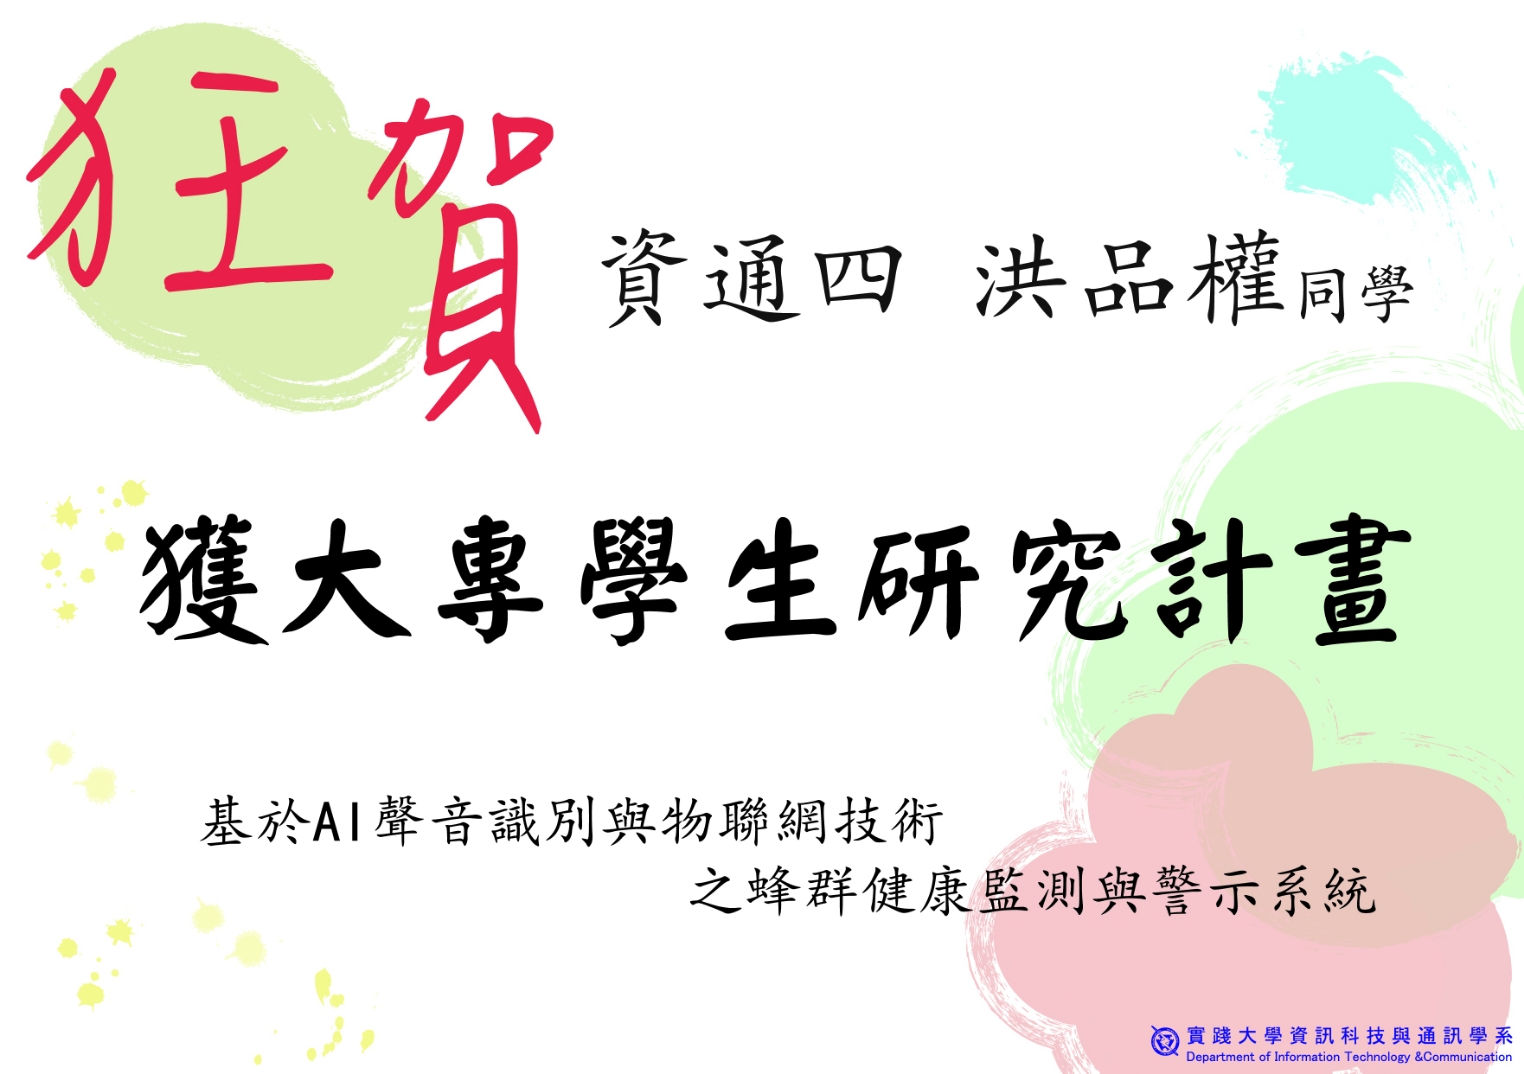 狂賀
資通四 洪品權同學
獲大專學生研究計畫
基於AI聲音識別與物聯網技術
之蜂群健康監測與警示系統
實踐大學資訊科技與通訊學系
Department of Information Technology &Communication